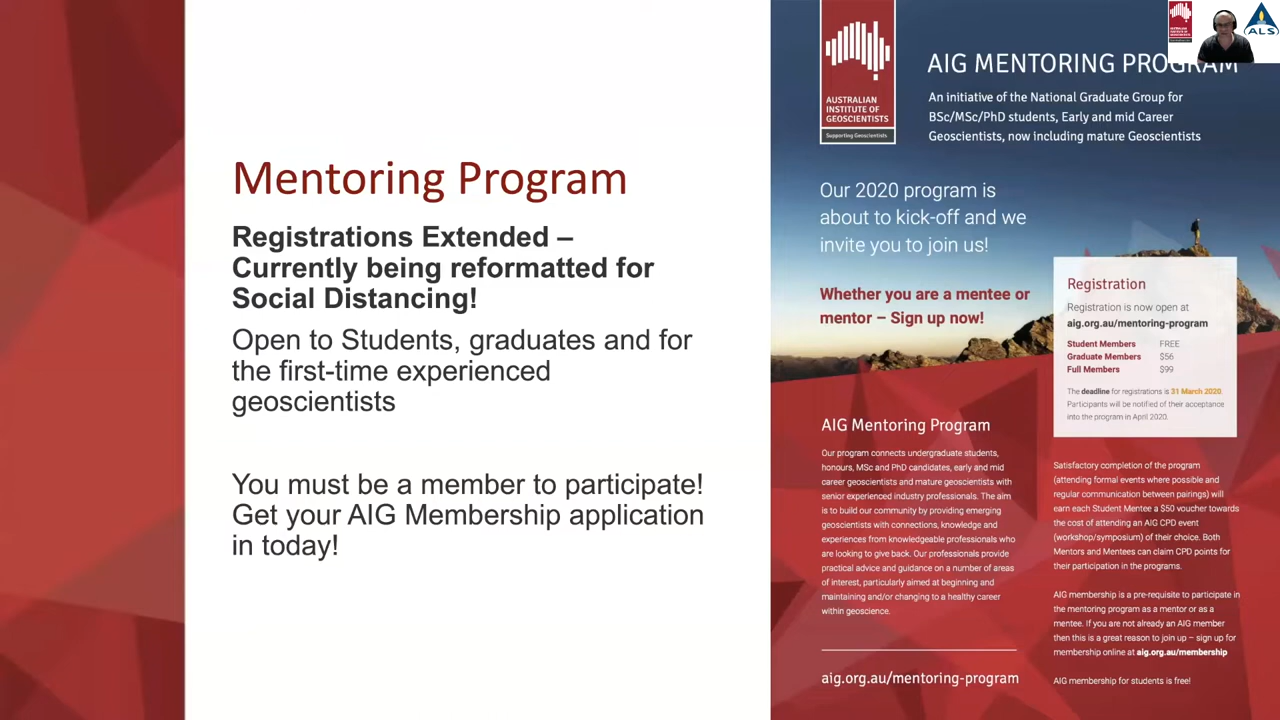 Mentoring Program
Registrations Extended –
Currently being reformatted for
Social Distancing!
Open to Students, graduates and for
the first-time experienced
geoscientists
You must be a member to participate!
Get your AIG Membership application
in today!
AUSTRALIAN
INSTITUTE OF
GEOSCIENTISTS
Supporting Geoscientists
AIG MENTORING PROGRAM
An initiative of the National Graduate Group for
BSc/MSc/PhD students, Early and mid Career
Geoscientists, now including mature Geoscientists
ALS
Our 2020 program is
about to kick-off and we
invite you to join us!
Whether you are a mentee or
mentor – Sign up now!
Registration
Registration is now open at
aig.org.au/mentoring-program
Student Members FREE
Graduate Members $56
Full Members $99
The deadline for registrations is 31 March 2020.
Participants will be notified of their acceptance
into the program in April 2020.
AIG Mentoring Program
Our program connects undergraduate students,
honours, MSc and PhD candidates, early and mid
career geoscientists and mature geoscientists with
senior experienced industry professionals. The aim
is to build our community by providing emerging
geoscientists with connections, knowledge and
experiences from knowledgeable professionals who
are looking to give back. Our professionals provide
practical advice and guidance on a number of areas
of interest, particularly aimed at beginning and
maintaining and/or changing to a healthy career
within geoscience.
aig.org.au/mentoring-program
Satisfactory completion of the program
(attending formal events where possible and
regular communication between pairings) will
earn each Student Mentee a $50 voucher towards
the cost of attending an AIG CPD event
(workshop/symposium) of their choice. Both
Mentors and Mentees can claim CPD points for
their participation in the programs.
AIG membership is a pre-requisite to participate in
the mentoring program as a mentor or as a
mentee. If you are not already an AIG member
then this is a great reason to join up – sign up for
membership online at aig.org.au/membership
AIG membership for students is free!